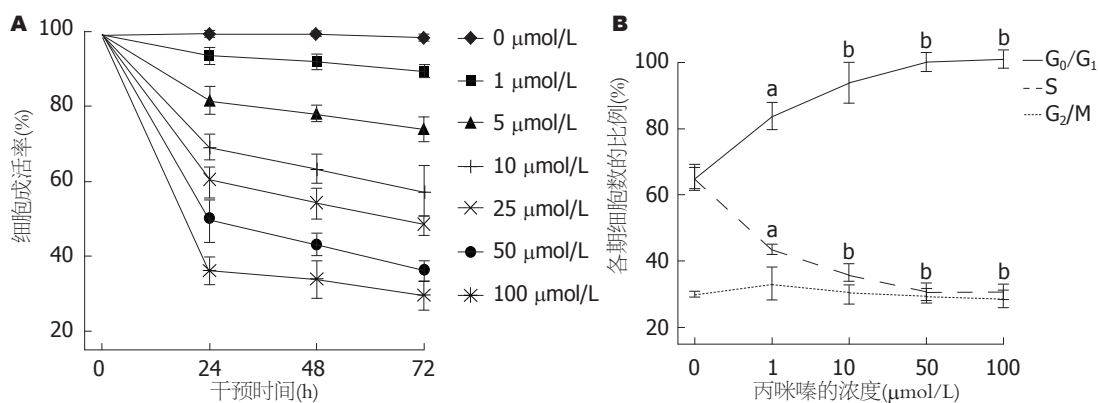 A
细胞成活率(%)
100
80
60
40
20
0
24
48
72
干预时间(h)
0 μmol/L
1 μmol/L
5 μmol/L
10 μmol/L
25 μmol/L
50 μmol/L
100 μmol/L
B
各期细胞数的比例(%)
100
80
60
40
20
a
b
b
b
a
b
b
b
0
1
10
50
100
丙咪嗪的浓度(μmol/L)
G₀/G₁
S
G₂/M